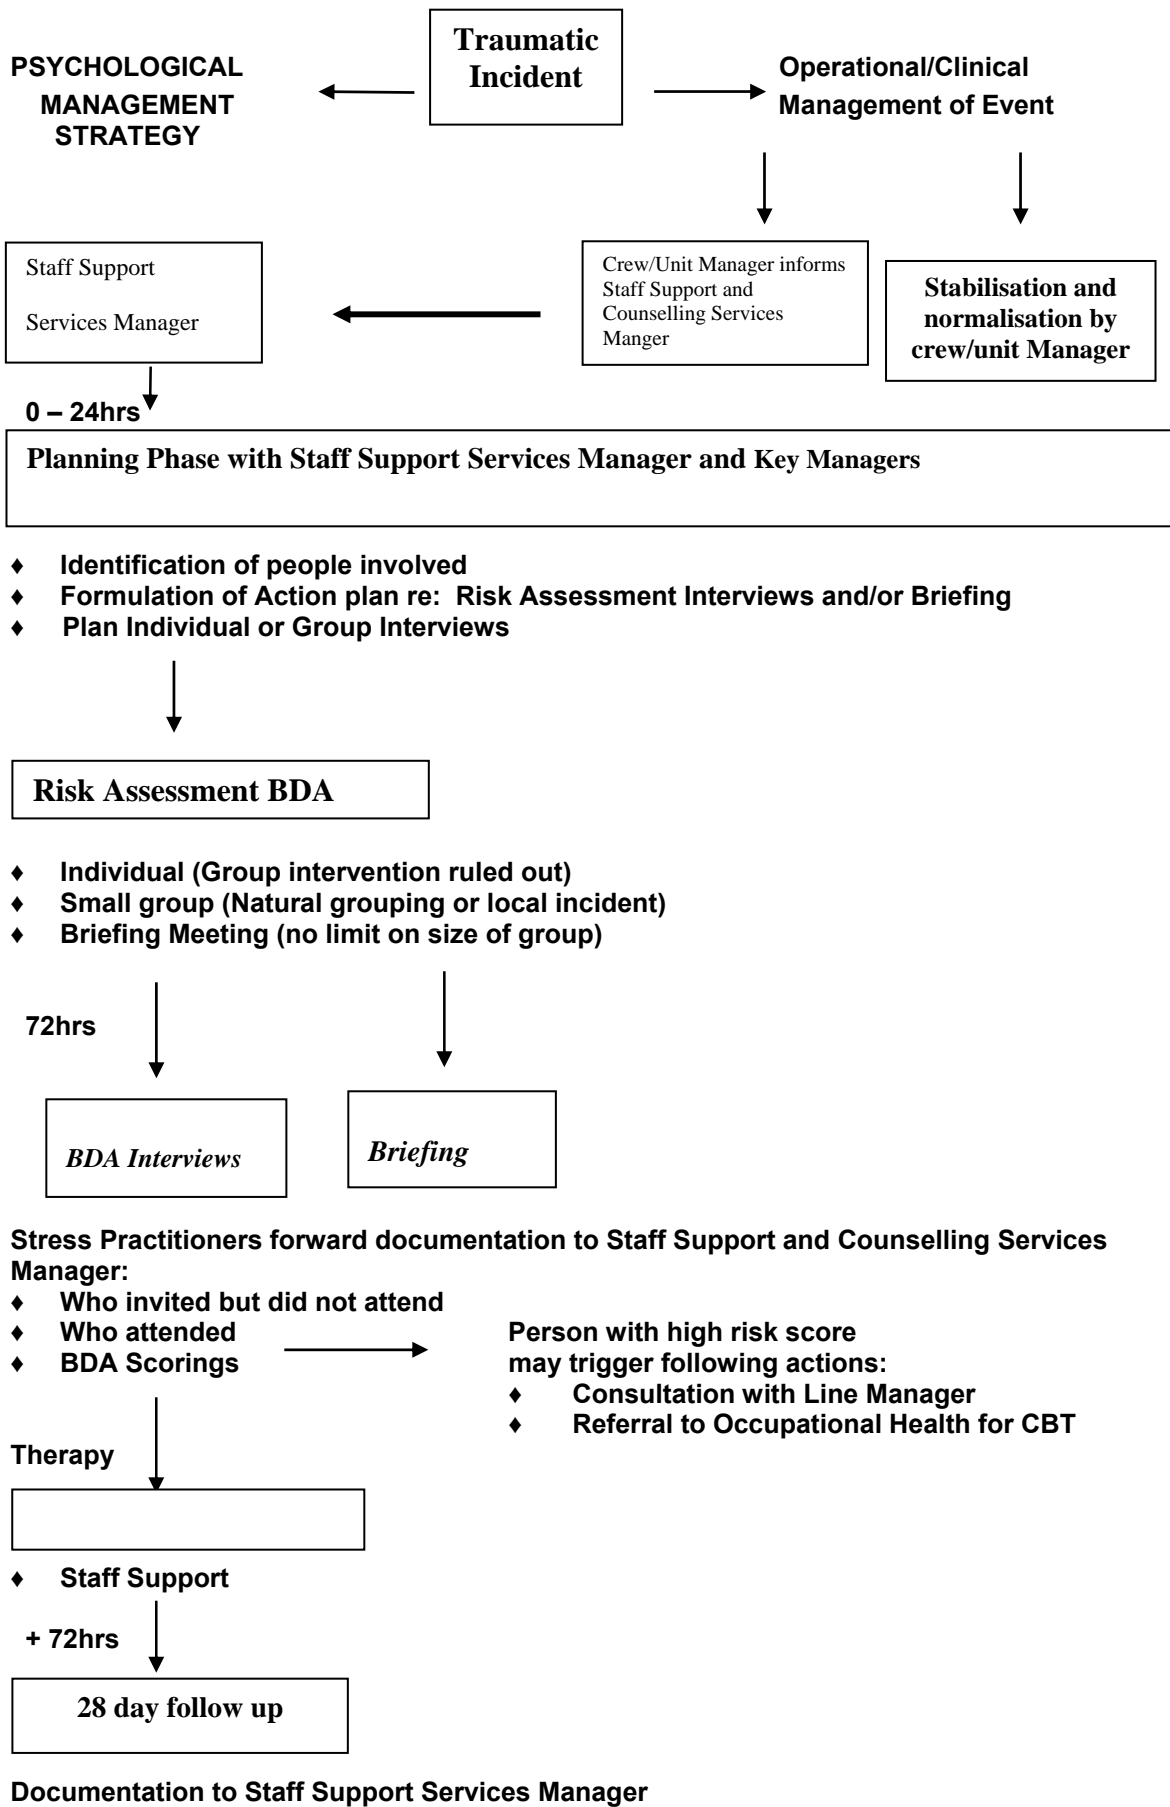 Traumatic
Incident
PSYCHOLOGICAL
MANAGEMENT
STRATEGY
Operational/Clinical
Management of Event
Staff Support
Services Manager
Crew/Unit Manager informs
Staff Support and
Counselling Services
Manger
Stabilisation and
normalisation by
crew/unit Manager
0 – 24hrs
Planning Phase with Staff Support Services Manager and Key Managers
♦ Identification of people involved
♦ Formulation of Action plan re: Risk Assessment Interviews and/or Briefing
♦ Plan Individual or Group Interviews
Risk Assessment BDA
♦ Individual (Group intervention ruled out)
♦ Small group (Natural grouping or local incident)
♦ Briefing Meeting (no limit on size of group)
72hrs
BDA Interviews
Briefing
Stress Practitioners forward documentation to Staff Support and Counselling Services
Manager:
♦ Who invited but did not attend
♦ Who attended
♦ BDA Scorings
Person with high risk score
may trigger following actions:
♦ Consultation with Line Manager
♦ Referral to Occupational Health for CBT
Therapy
♦ Staff Support
+ 72hrs
28 day follow up
Documentation to Staff Support Services Manager